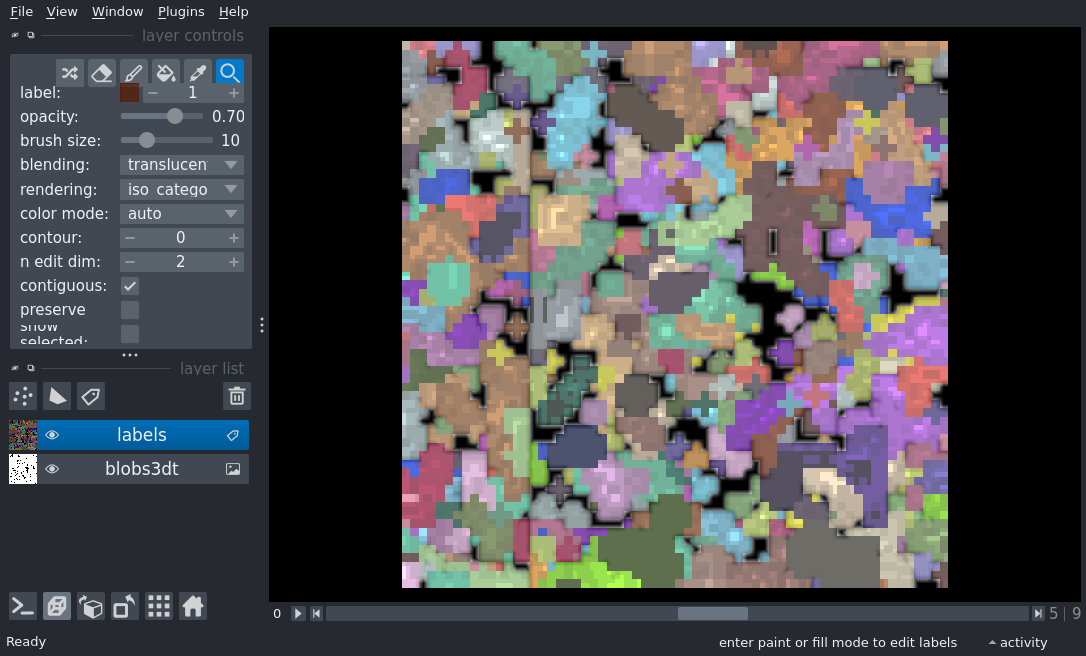 File View Window Plugins Help
layer controls
label: 1
opacity: 0.70
brush size: 10
blending: translucen
rendering: iso_catego
color mode: auto
contour: 0
n edit dim: 2
contiguous:
preserve
show
selected:
layer list
labels
blobs3dt
0 5 | 9
Ready enter paint or fill mode to edit labels activity